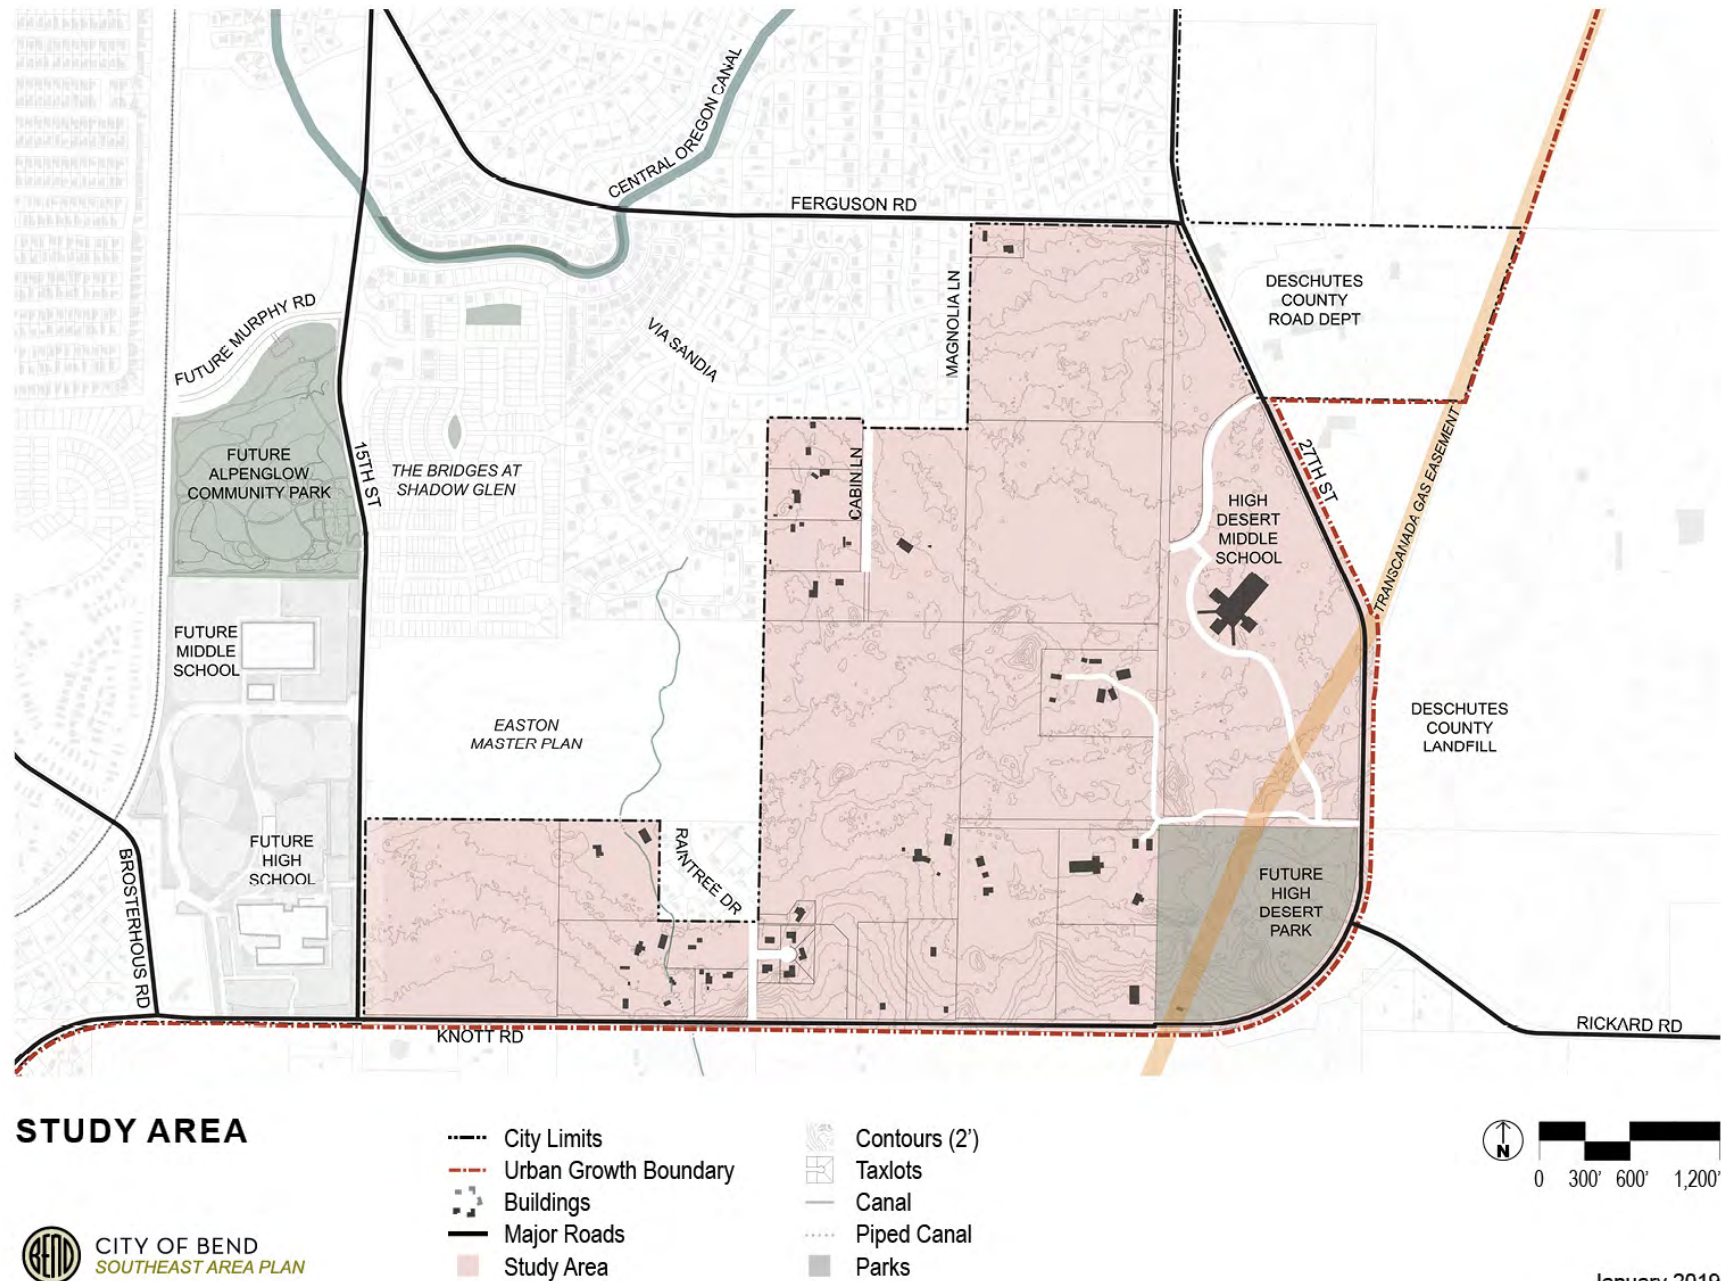 CENTRAL OREGON CANAL
FERGUSON RD
DESCHUTES
COUNTY
ROAD DEPT
FUTURE MURPHY RD
VIA SANDIA
MAGNOLIA LN
15TH ST
FUTURE
ALPENGLOW
COMMUNITY PARK
THE BRIDGES AT
SHADOW GLEN
CABIN LN
27TH ST
TRANSCANADA GAS EASEMENT
HIGH
DESERT
MIDDLE
SCHOOL
FUTURE
MIDDLE
SCHOOL
EASTON
MASTER PLAN
DESCHUTES
COUNTY
LANDFILL
BROSTERHOUS RD
FUTURE
HIGH
SCHOOL
RAINTREE DR
FUTURE
HIGH
DESERT
PARK
KNOTT RD
RICKARD RD
STUDY AREA
City Limits
Urban Growth Boundary
Buildings
Major Roads
Study Area
Contours (2')
Taxlots
Canal
Piped Canal
Parks
N
0 300' 600' 1,200'
BEND
CITY OF BEND
SOUTHEAST AREA PLAN
January 2019